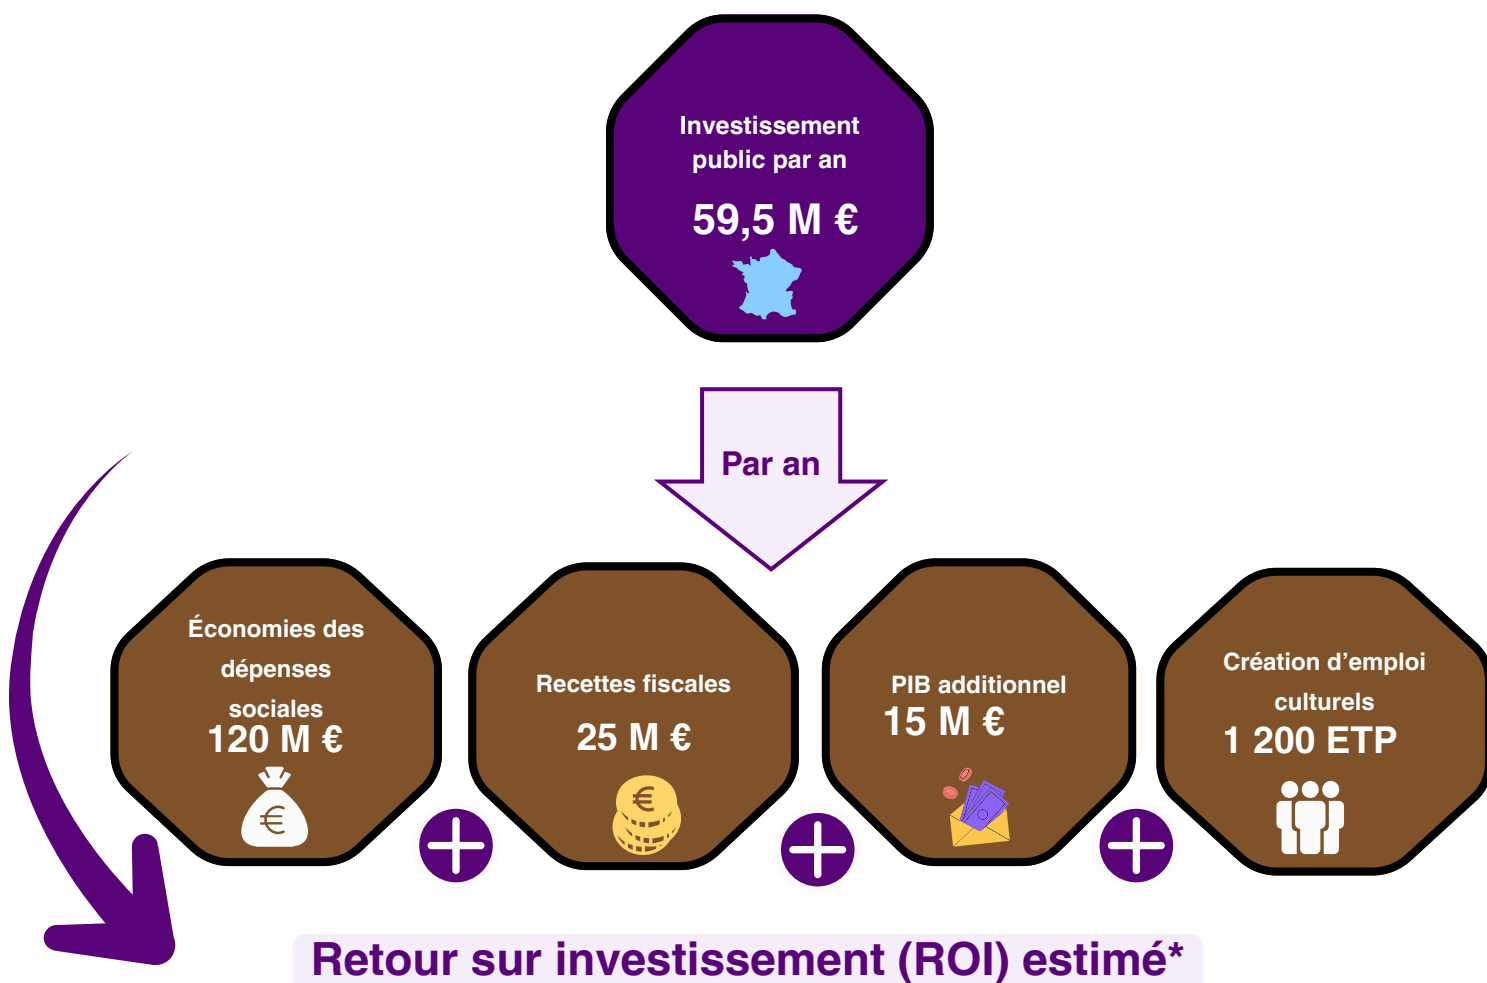 Investissement
public par an
59,5 M €
Par an
Économies des
dépenses
sociales
120 M €
€
Recettes fiscales
25 M €
€
PIB additionnel
15 M €
Création d’emploi
culturels
1 200 ETP
Retour sur investissement (ROI) estimé*